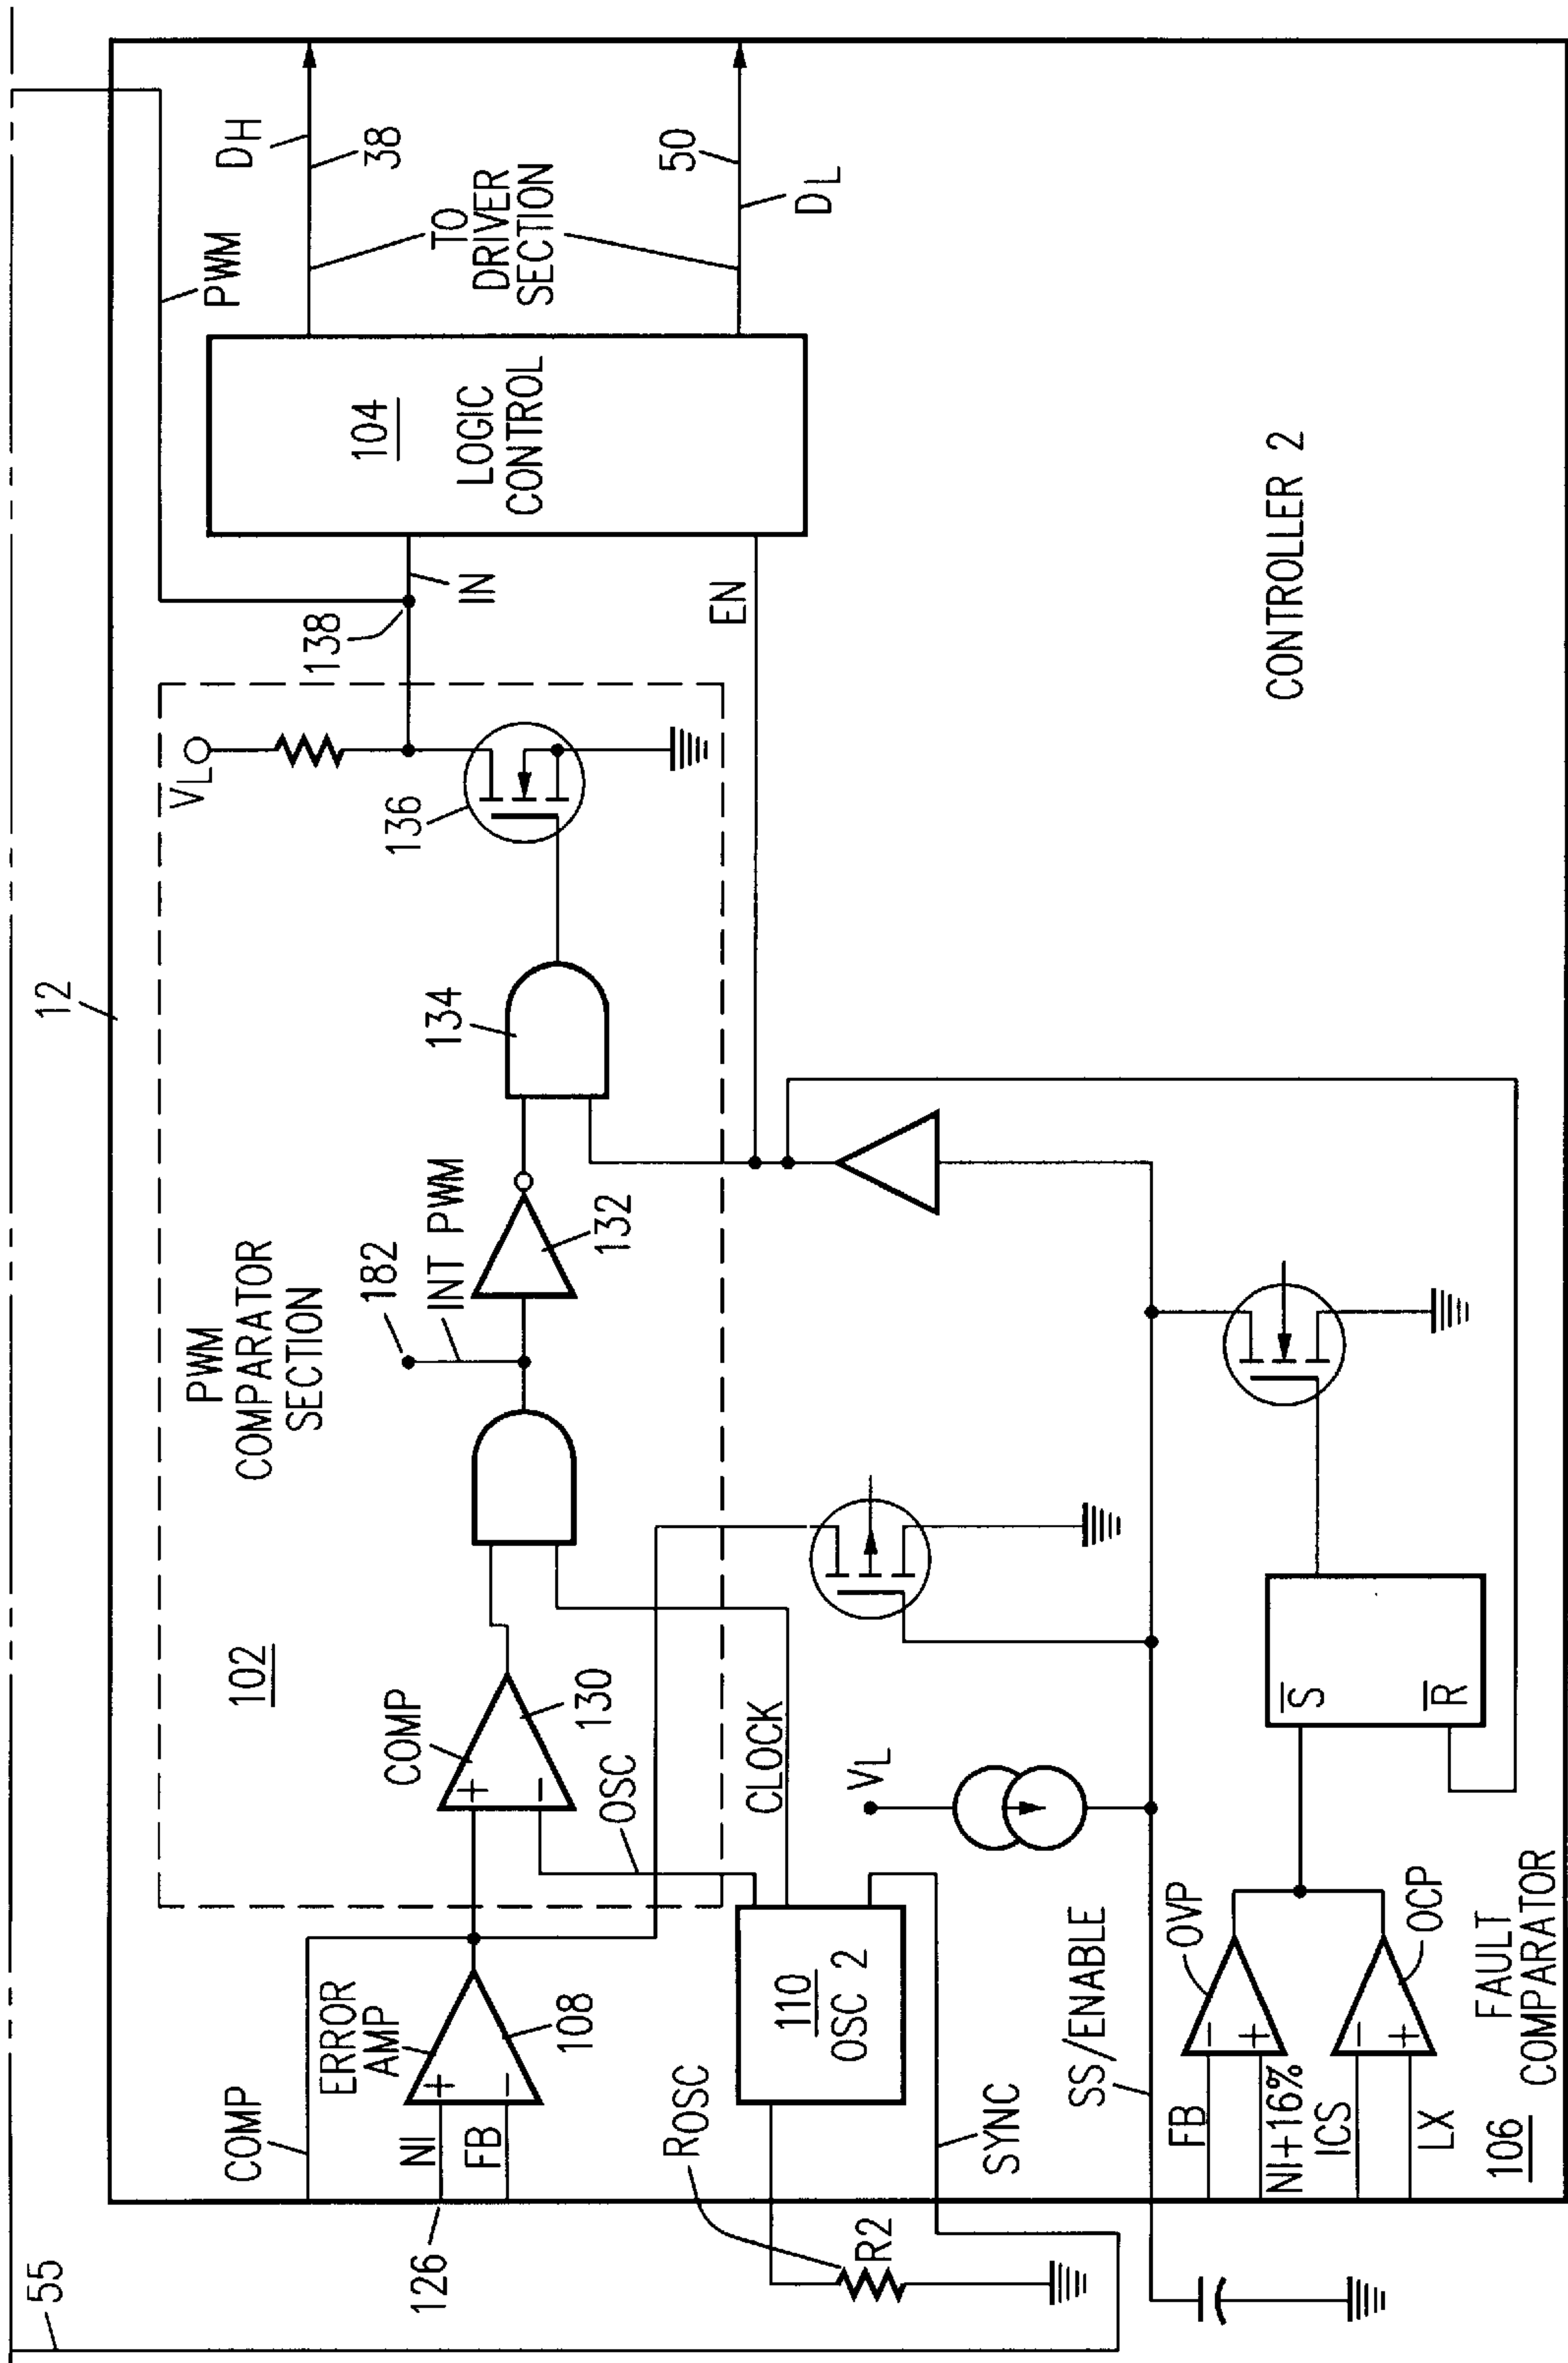 55
12
COMP
126
NI
FB
ERROR
AMP
+
−
108
102
PWM
COMPARATOR
SECTION
COMP
+
−
130
OSC
182
INT PWM
132
134
136
VL
138
IN
PWM
104
LOGIC
CONTROL
EN
DH
38
TO
DRIVER
SECTION
50
DL
ROSC
R2
110
OSC 2
CLOCK
SYNC
VL
SS/ENABLE
FB
NI+16%
ICS
LX
−
+
−
+
OVP
OCP
106
FAULT
COMPARATOR
S̅
R̅
CONTROLLER 2